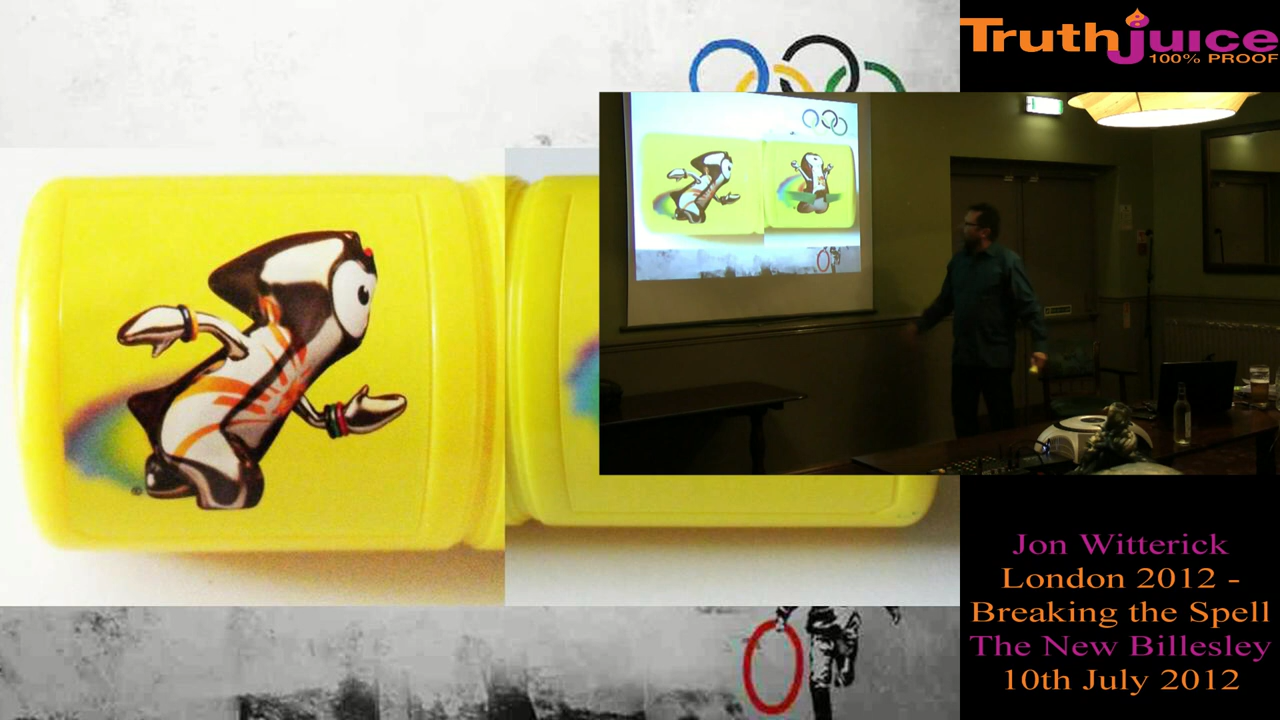 Truthjuice
100% PROOF
Jon Witterick
London 2012 -
Breaking the Spell
The New Billesley
10th July 2012